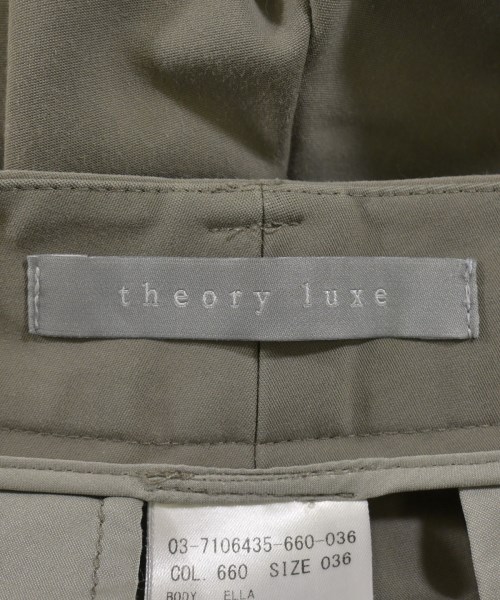 theory luxe
03-7106435-660-036
COL. 660 SIZE 036
BODY ELLA